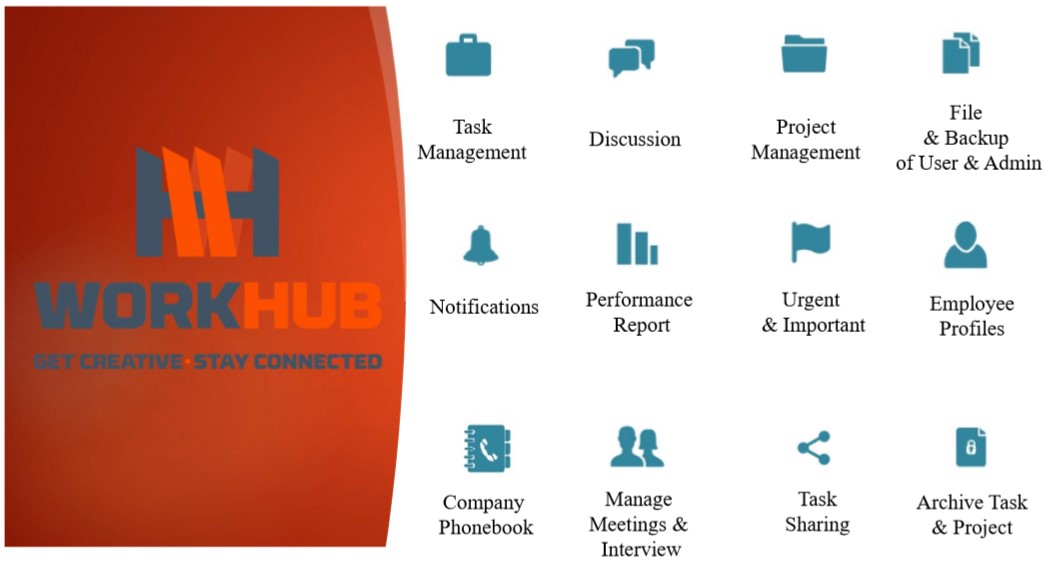 WORKHUB
GET CREATIVE · STAY CONNECTED
Task
Management
Discussion
Project
Management
File
& Backup
of User & Admin
Notifications
Performance
Report
Urgent
& Important
Employee
Profiles
Company
Phonebook
Manage
Meetings &
Interview
Task
Sharing
Archive Task
& Project